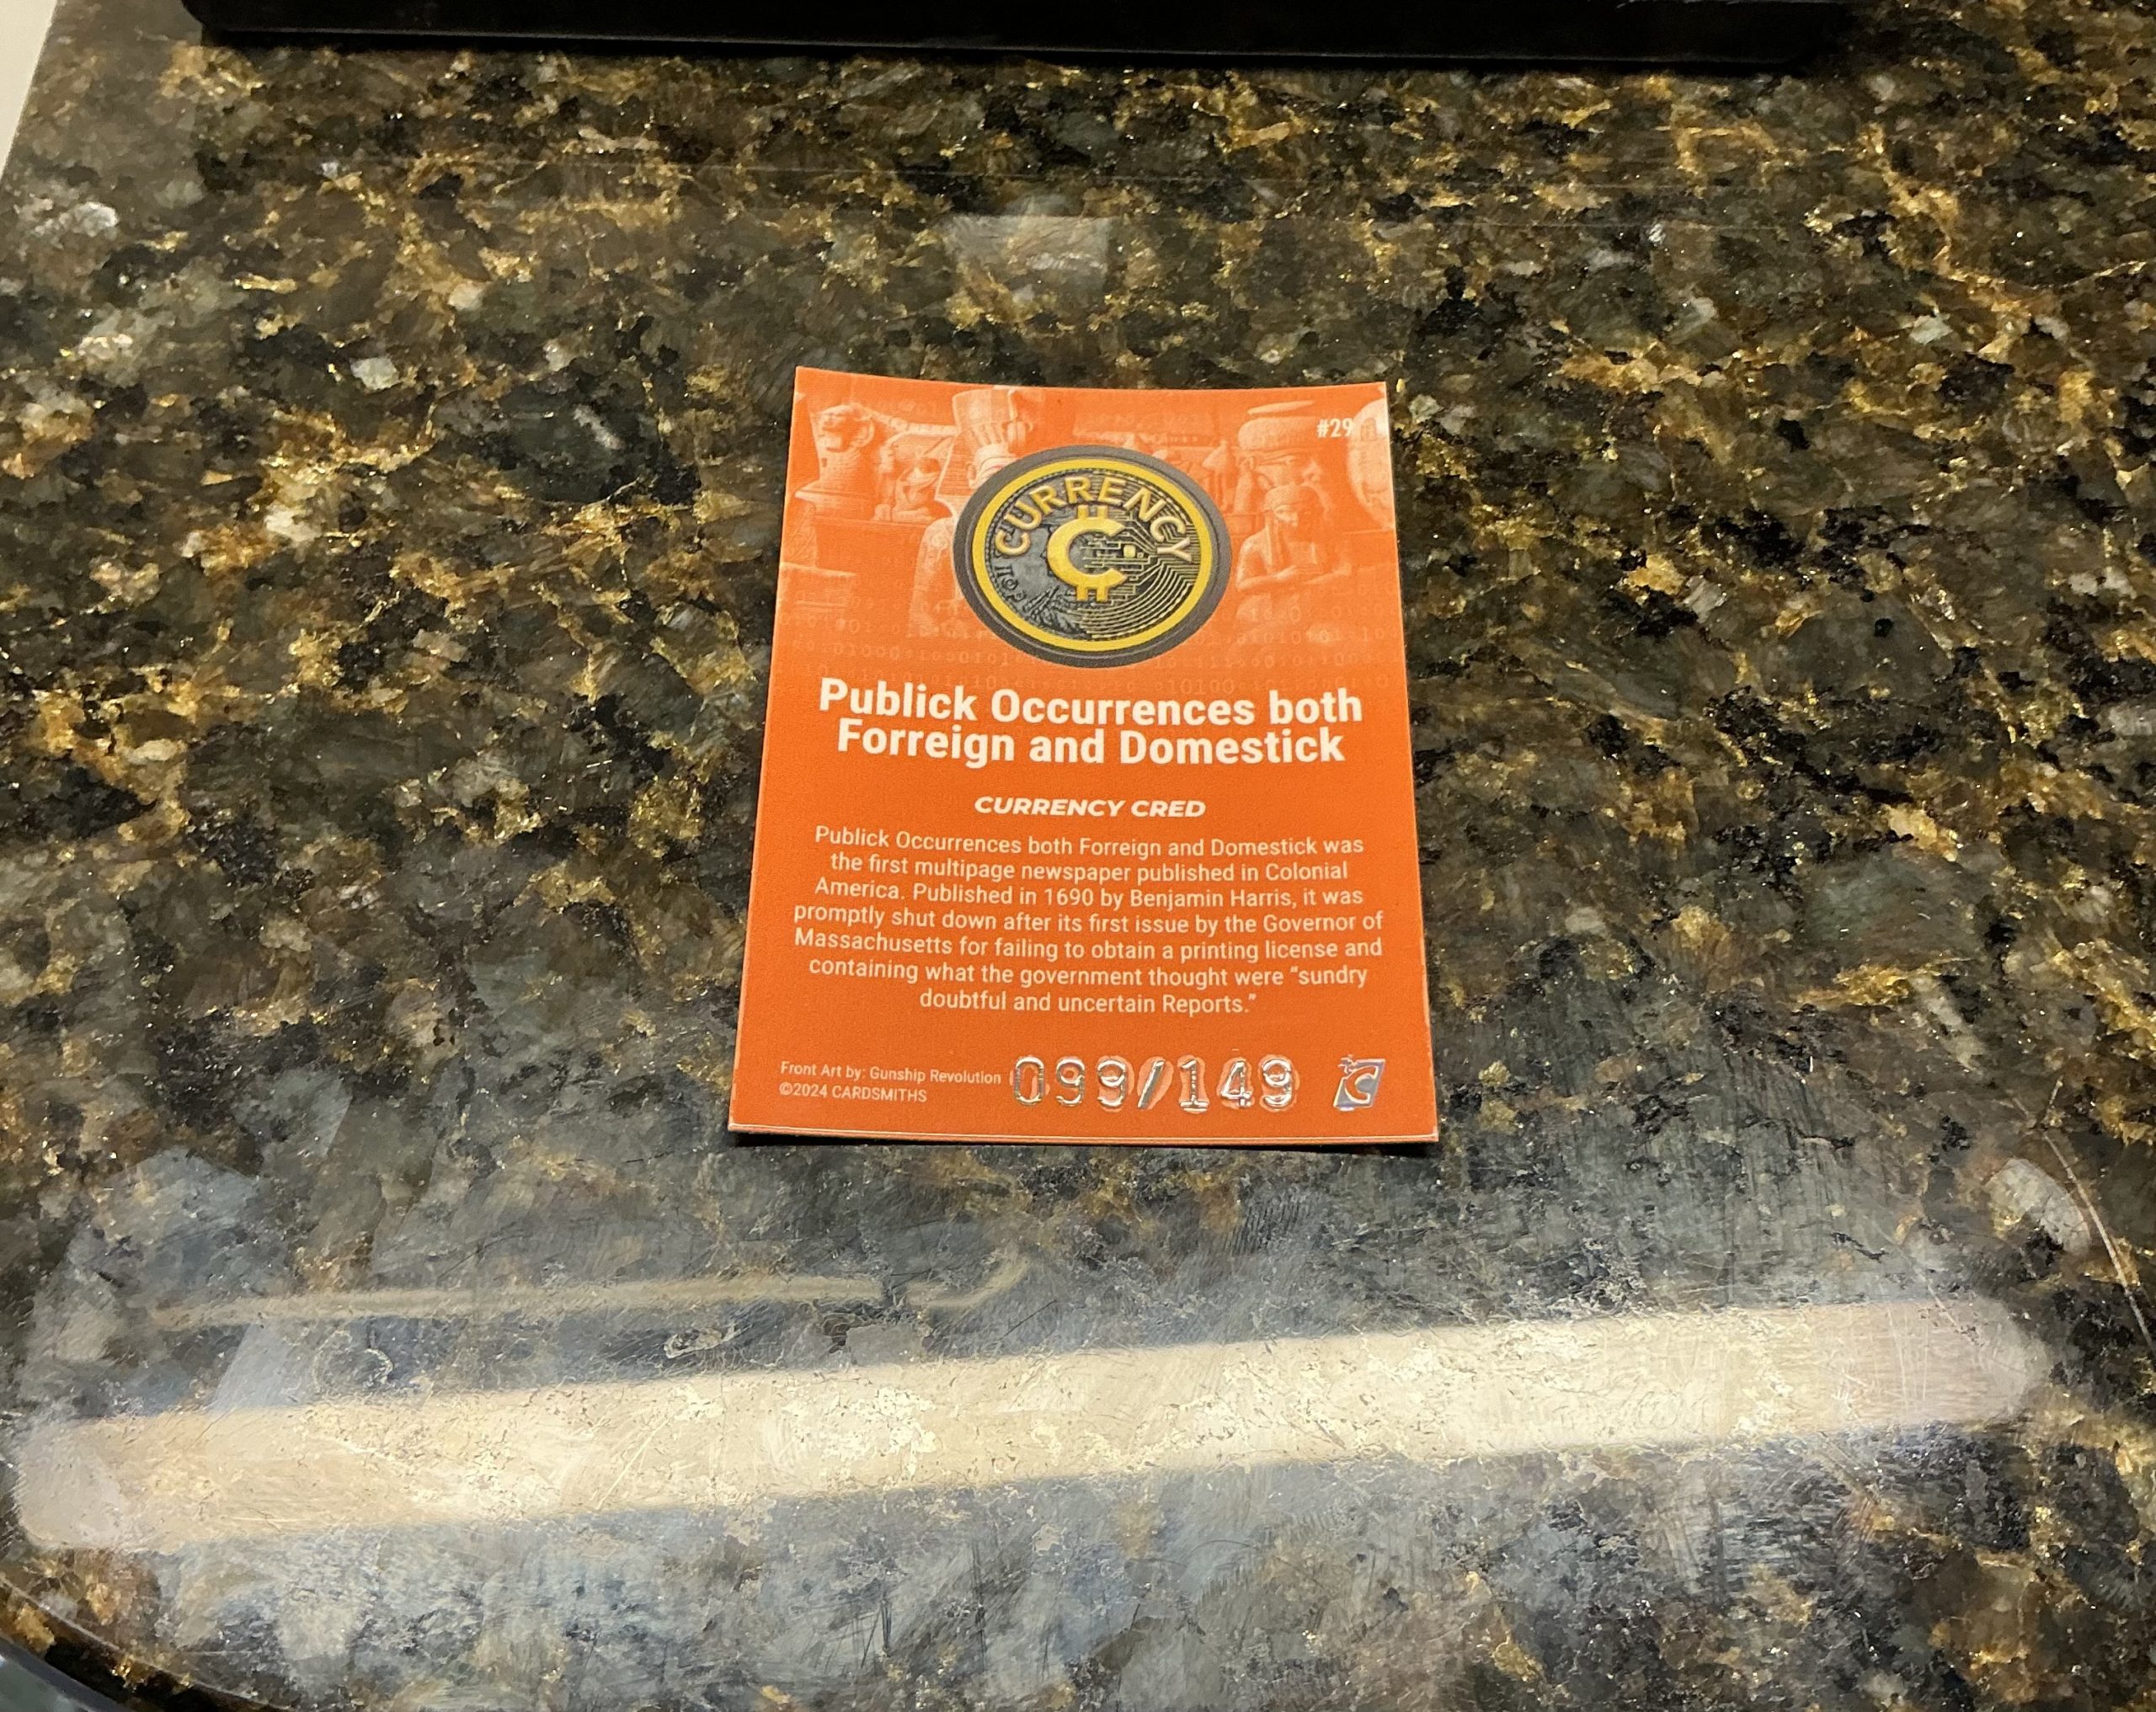 #29
CURRENCY
Publick Occurrences both
Forreign and Domestick
CURRENCY CRED
Publick Occurrences both Forreign and Domestick was
the first multipage newspaper published in Colonial
America. Published in 1690 by Benjamin Harris, it was
promptly shut down after its first issue by the Governor of
Massachusetts for failing to obtain a printing license and
containing what the government thought were “sundry
doubtful and uncertain Reports.”
Front Art by: Gunship Revolution
099/149
©2024 CARDSMITHS